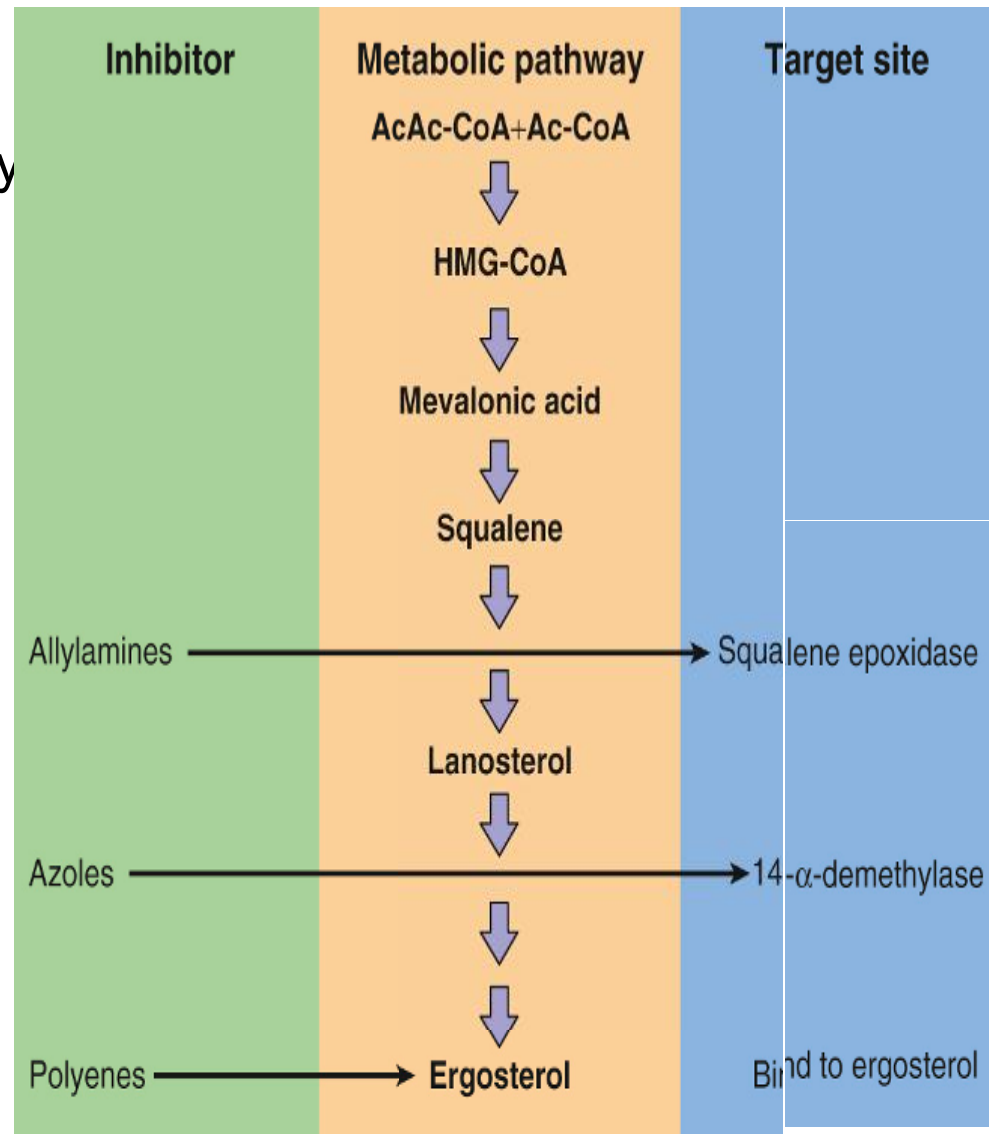 Inhibitor Metabolic pathway Target site
AcAc-CoA+Ac-CoA
y
HMG-CoA
Mevalonic acid
Squalene
Allylamines Squalene epoxidase
Lanosterol
Azoles 14-α-demethylase
Polyenes Ergosterol Bind to ergosterol